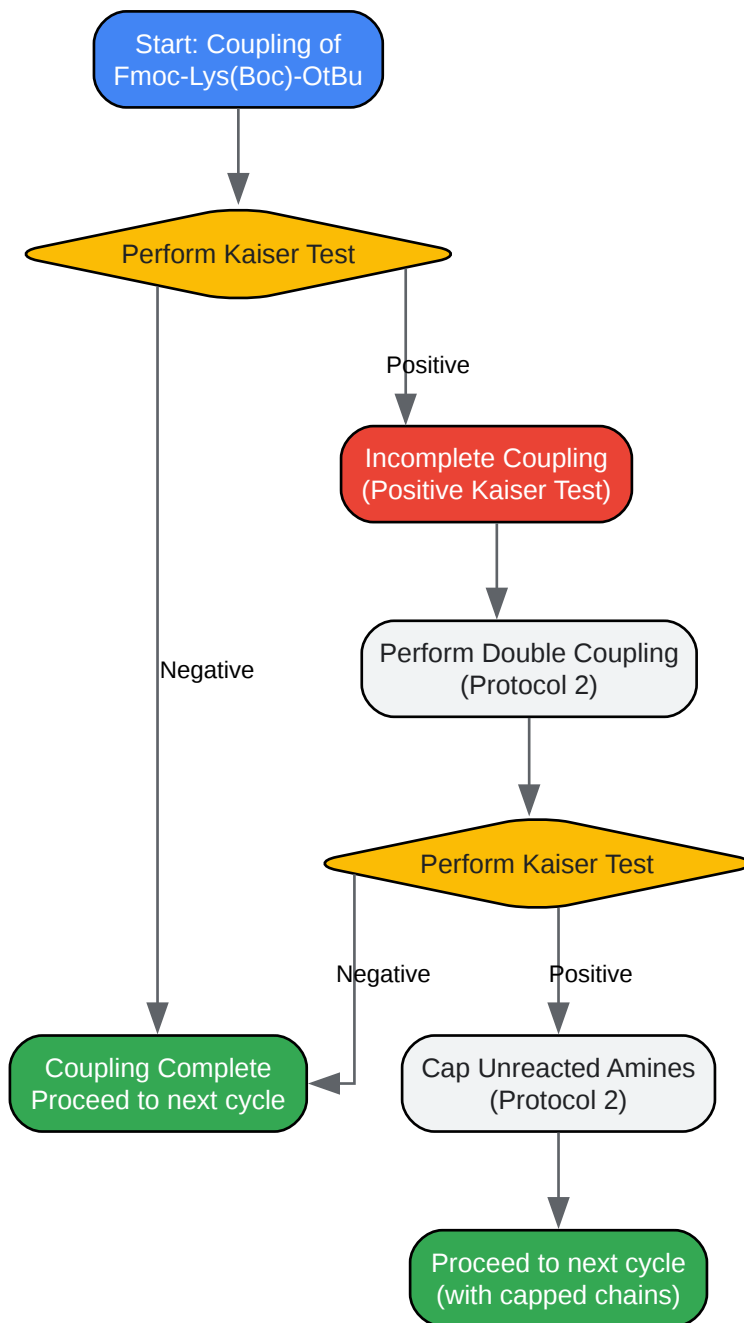 Start: Coupling of
Fmoc-Lys(Boc)-OtBu
Perform Kaiser Test
Positive
Incomplete Coupling
(Positive Kaiser Test)
Perform Double Coupling
(Protocol 2)
Negative
Perform Kaiser Test
Negative
Positive
Coupling Complete
Proceed to next cycle
Cap Unreacted Amines
(Protocol 2)
Proceed to next cycle
(with capped chains)